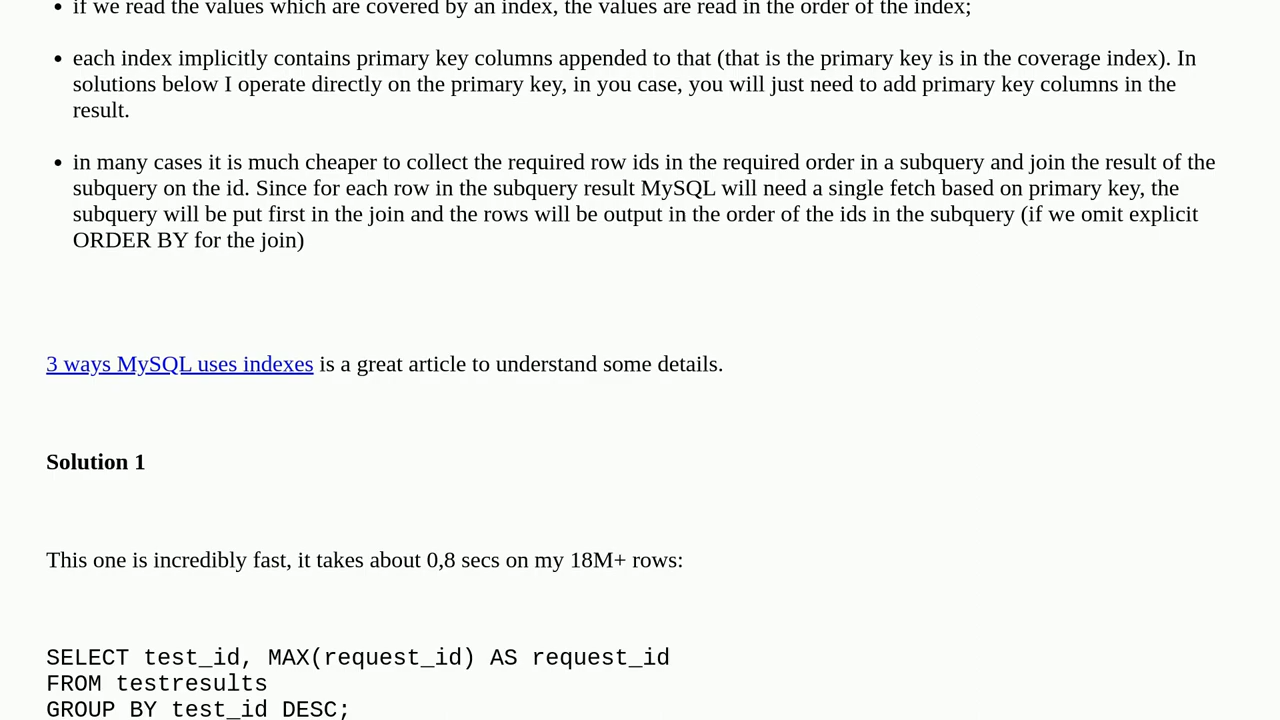 • if we read the values which are covered by an index, the values are read in the order of the index;
• each index implicitly contains primary key columns appended to that (that is the primary key is in the coverage index). In
solutions below I operate directly on the primary key, in you case, you will just need to add primary key columns in the
result.
• in many cases it is much cheaper to collect the required row ids in the required order in a subquery and join the result of the
subquery on the id. Since for each row in the subquery result MySQL will need a single fetch based on primary key, the
subquery will be put first in the join and the rows will be output in the order of the ids in the subquery (if we omit explicit
ORDER BY for the join)
3 ways MySQL uses indexes is a great article to understand some details.
Solution 1
This one is incredibly fast, it takes about 0,8 secs on my 18M+ rows:
SELECT test_id, MAX(request_id) AS request_id
FROM testresults
GROUP BY test_id DESC;